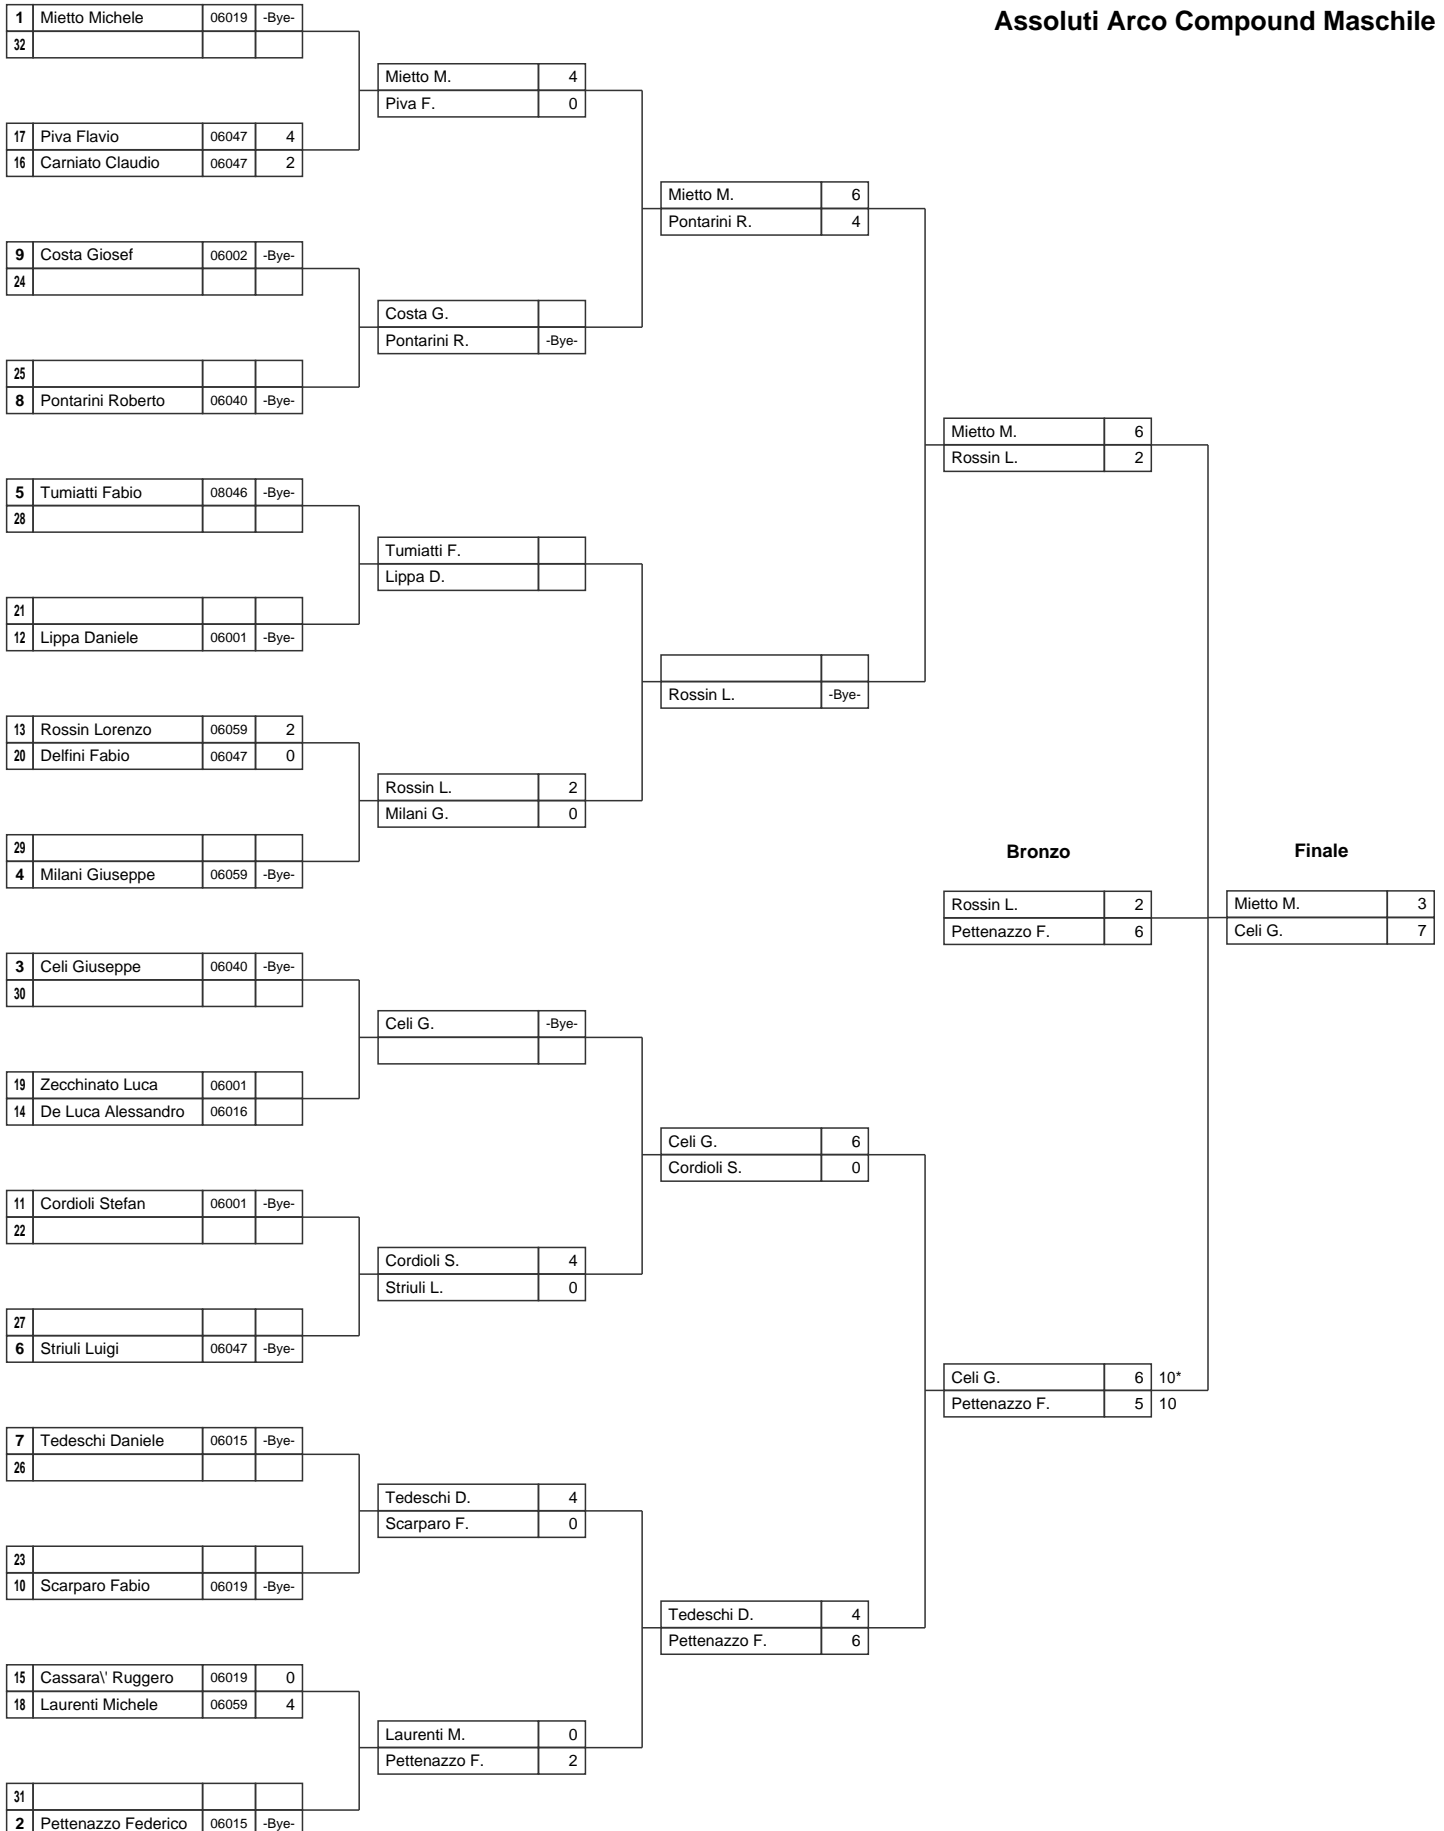 Assoluti Arco Compound Maschile
1 Mietto Michele 06019 -Bye-
32
17 Piva Flavio 06047 4
16 Carniato Claudio 06047 2
9 Costa Giosef 06002 -Bye-
24
25
8 Pontarini Roberto 06040 -Bye-
5 Tumiatti Fabio 08046 -Bye-
28
21
12 Lippa Daniele 06001 -Bye-
13 Rossin Lorenzo 06059 2
20 Delfini Fabio 06047 0
29
4 Milani Giuseppe 06059 -Bye-
3 Celi Giuseppe 06040 -Bye-
30
19 Zecchinato Luca 06001
14 De Luca Alessandro 06016
11 Cordioli Stefan 06001 -Bye-
22
27
6 Striuli Luigi 06047 -Bye-
7 Tedeschi Daniele 06015 -Bye-
26
23
10 Scarparo Fabio 06019 -Bye-
15 Cassara\' Ruggero 06019 0
18 Laurenti Michele 06059 4
31
2 Pettenazzo Federico 06015 -Bye-
Mietto M. 4
Piva F. 0
Costa G.
Pontarini R. -Bye-
Tumiatti F.
Lippa D.
Rossin L. 2
Milani G. 0
Celi G. -Bye-
Cordioli S. 4
Striuli L. 0
Tedeschi D. 4
Scarparo F. 0
Laurenti M. 0
Pettenazzo F. 2
Mietto M. 6
Pontarini R. 4
Rossin L. -Bye-
Celi G. 6
Cordioli S. 0
Tedeschi D. 4
Pettenazzo F. 6
Mietto M. 6
Rossin L. 2
Celi G. 6 10*
Pettenazzo F. 5 10
Bronzo
Rossin L. 2
Pettenazzo F. 6
Finale
Mietto M. 3
Celi G. 7